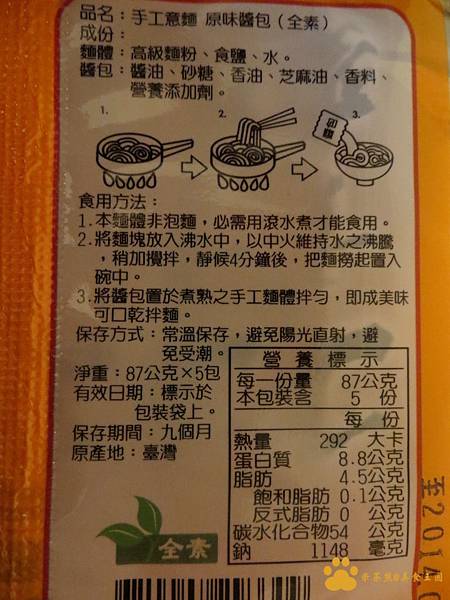 品名：手工意麵 原味醬包（全素）
成份：
麵體：高級麵粉、食鹽、水。
醬包：醬油、砂糖、香油、芝麻油、香料、
營養添加劑。
1.
2.
3.
食用方法：
1.本麵體非泡麵，必需用滾水煮才能食用。
2.將麵塊放入沸水中，以中火維持水之沸騰
，稍加攪拌，靜候4分鐘後，把麵撈起置入
碗中。
3.將醬包置於煮熟之手工麵體拌勻，即成美味
可口乾拌麵。
保存方式：常溫保存，避免陽光直射，避
免受潮。
淨重：87公克×5包
有效日期：標示於
包裝袋上。
保存期間：九個月
原產地：臺灣
營養標示
每一份量 87公克
本包裝含 5 份
每 份
熱量 292 大卡
蛋白質 8.8公克
脂肪 4.5公克
飽和脂肪 0.1公克
反式脂肪 0 公克
碳水化合物54 公克
鈉 1148 毫克
全素
至2014